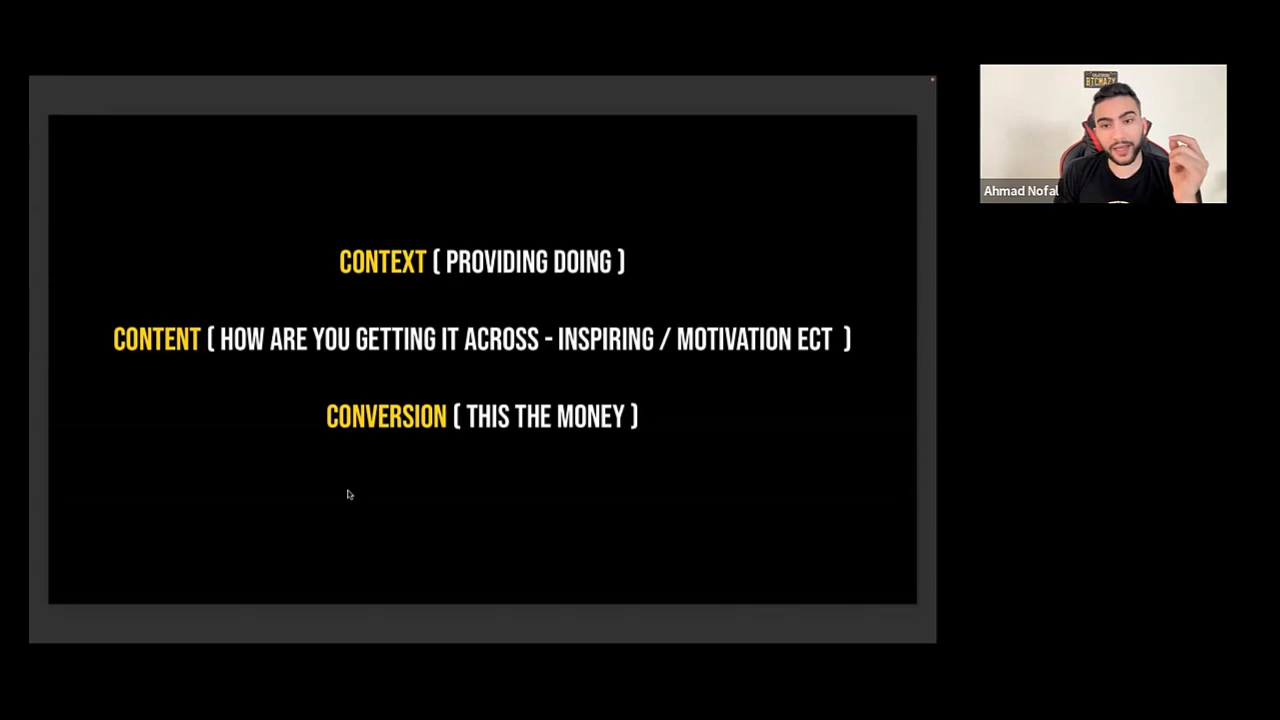 CONTEXT ( PROVIDING DOING )
CONTENT ( HOW ARE YOU GETTING IT ACROSS - INSPIRING / MOTIVATION ECT )
CONVERSION ( THIS THE MONEY )
BTCMAZY
Ahmad Nofal